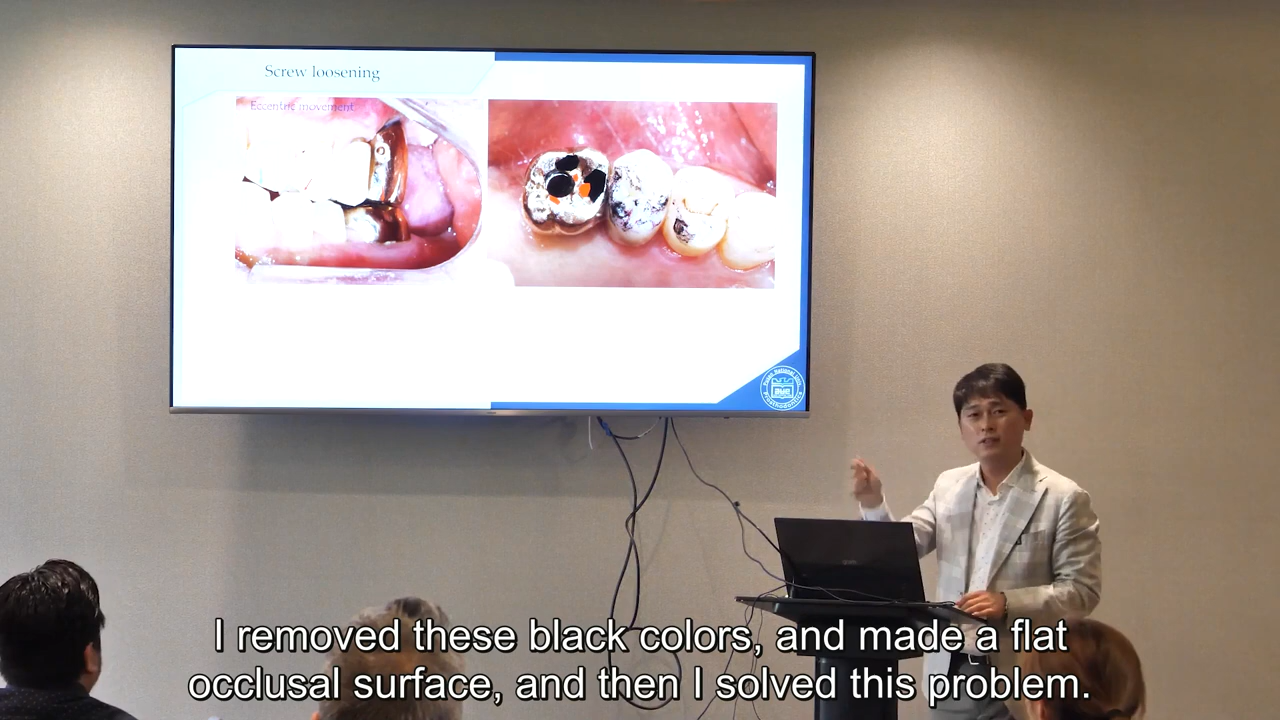 Screw loosening
Eccentric movement
I removed these black colors, and made a flat
occlusal surface, and then I solved this problem.